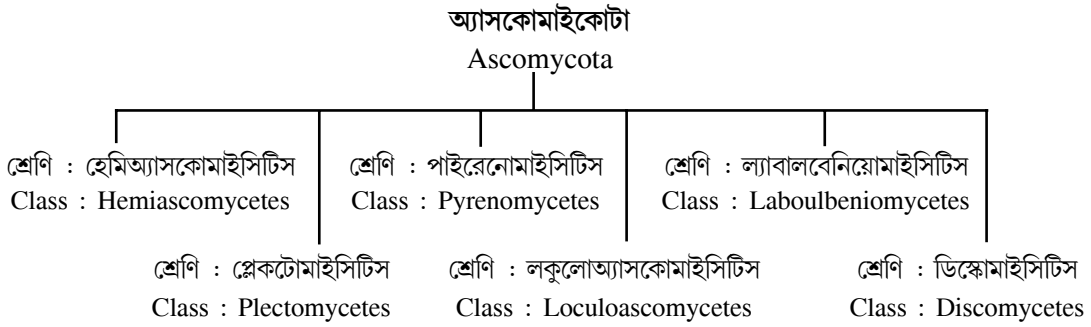 অ্যাসকোমাইকোটা
Ascomycota
শ্রেণি : হেমিঅ্যাসকোমাইসিটিস
Class : Hemiascomycetes
শ্রেণি : পাইরেনোমাইসিটিস
Class : Pyrenomycetes
শ্রেণি : ল্যাবালবেনিয়োমাইসিটিস
Class : Laboulbeniomycetes
শ্রেণি : প্লেকটোমাইসিটিস
Class : Plectomycetes
শ্রেণি : লকুলোঅ্যাসকোমাইসিটিস
Class : Loculoascomycetes
শ্রেণি : ডিস্কোমাইসিটিস
Class : Discomycetes